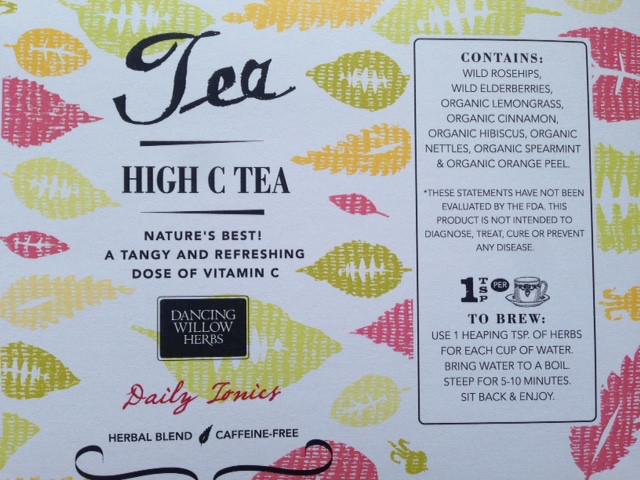 Tea
HIGH C TEA
NATURE'S BEST!
A TANGY AND REFRESHING
DOSE OF VITAMIN C
DANCING
WILLOW
HERBS
Daily Tonics
HERBAL BLEND CAFFEINE-FREE
CONTAINS:
WILD ROSEHIPS,
WILD ELDERBERRIES,
ORGANIC LEMONGRASS,
ORGANIC CINNAMON,
ORGANIC HIBISCUS, ORGANIC
NETTLES, ORGANIC SPEARMINT
& ORGANIC ORANGE PEEL.
*THESE STATEMENTS HAVE NOT BEEN
EVALUATED BY THE FDA. THIS
PRODUCT IS NOT INTENDED TO
DIAGNOSE, TREAT, CURE OR PREVENT
ANY DISEASE.
1 TSP PER
TO BREW:
USE 1 HEAPING TSP. OF HERBS
FOR EACH CUP OF WATER.
BRING WATER TO A BOIL.
STEEP FOR 5-10 MINUTES.
SIT BACK & ENJOY.